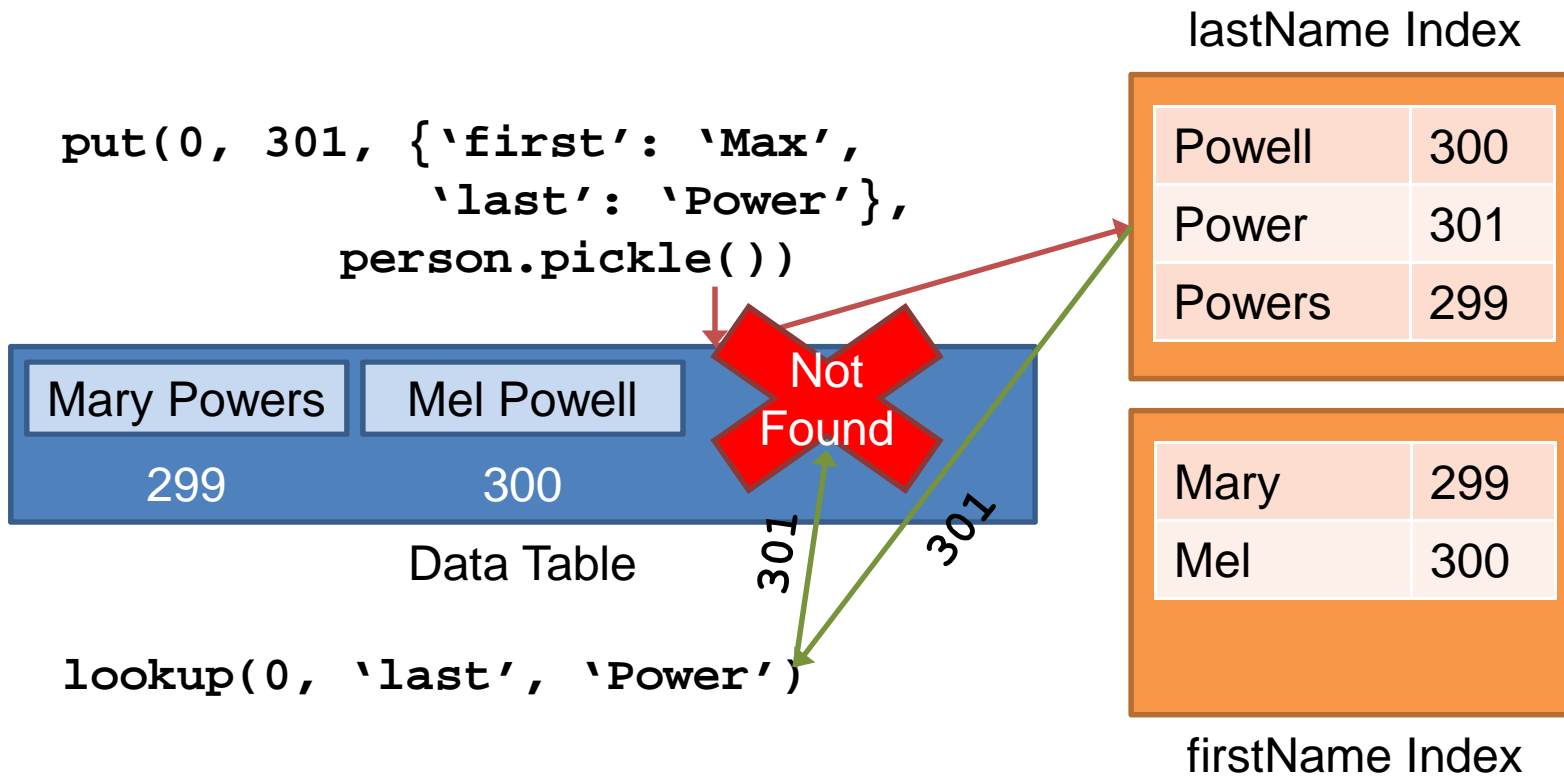 lastName Index
put(0, 301, {‘first’: ‘Max’,
‘last’: ‘Power’},
person.pickle())
Powell 300
Power 301
Powers 299
Not
Found
Mary Powers Mel Powell
299 300
Data Table
301
301
Mary 299
Mel 300
lookup(0, ‘last’, ‘Power’)
firstName Index